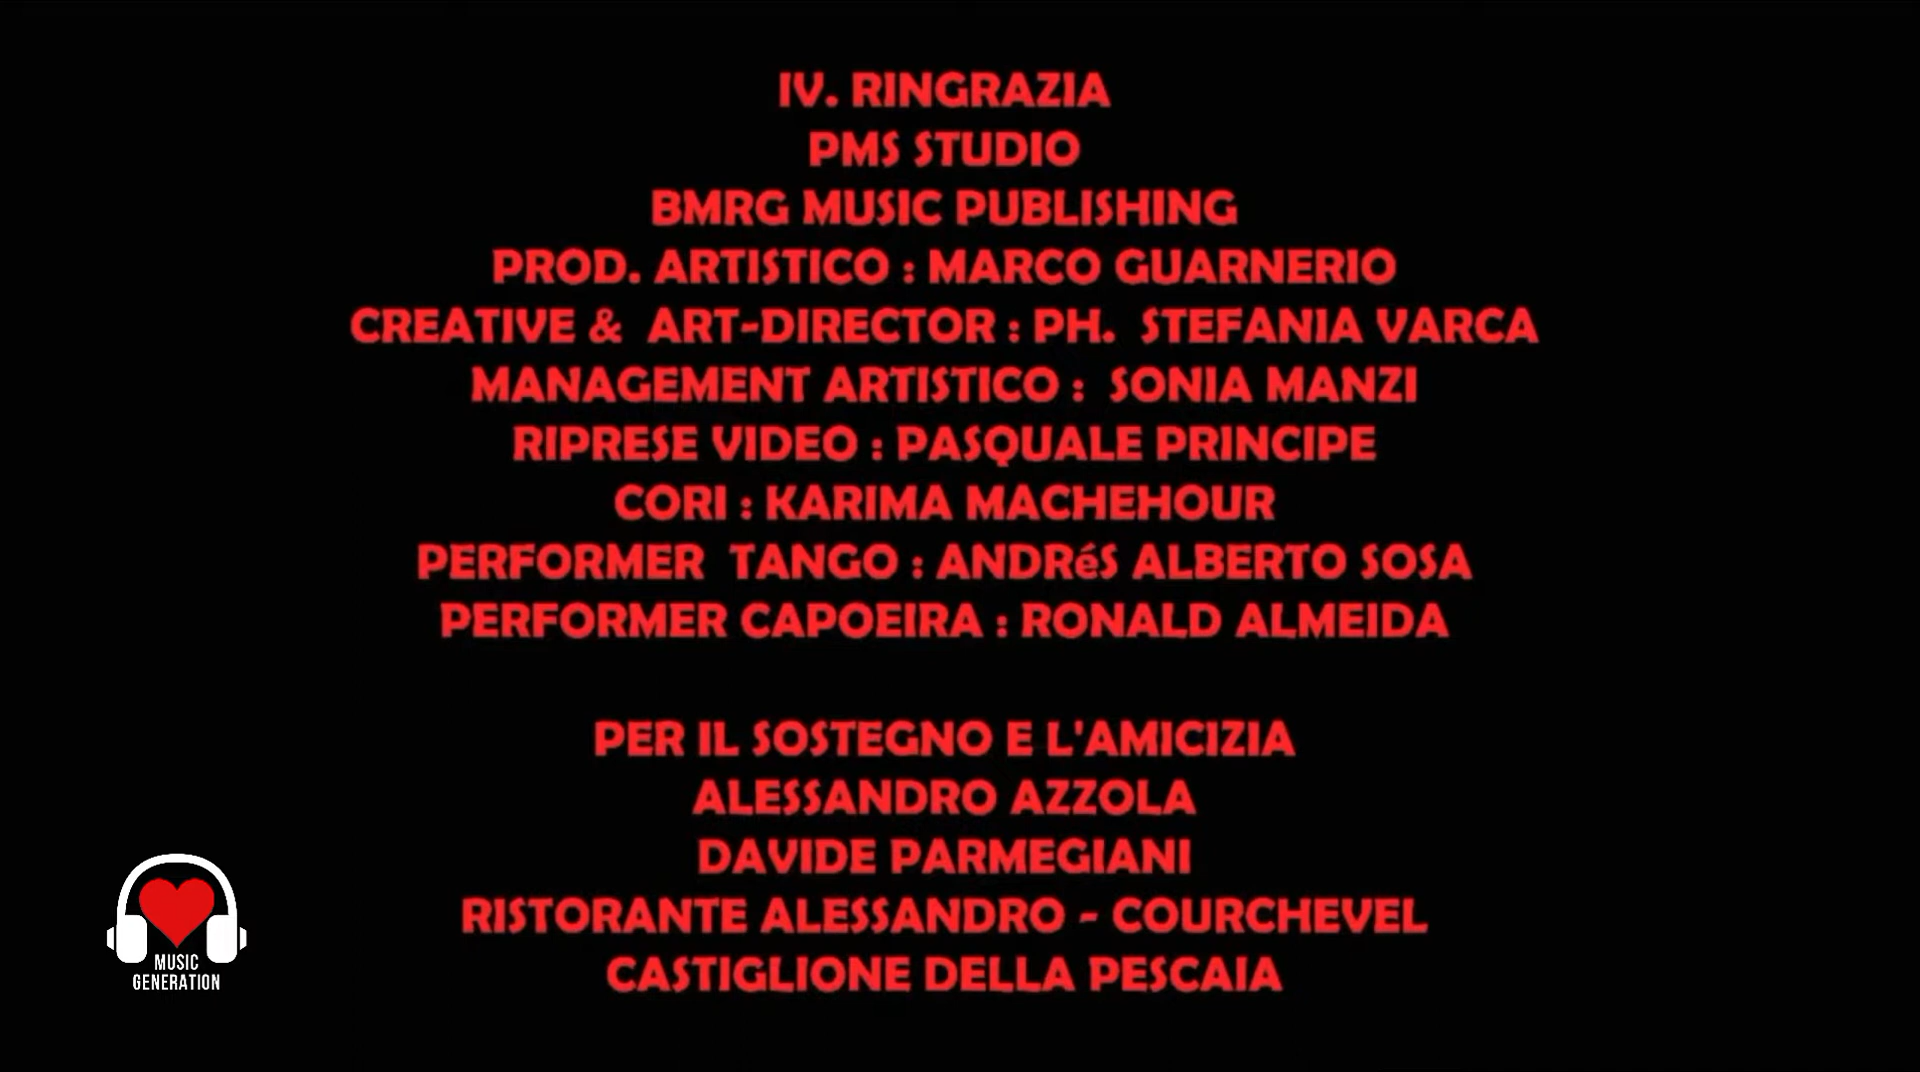 IV. RINGRAZIA
PMS STUDIO
BMRG MUSIC PUBLISHING
PROD. ARTISTICO : MARCO GUARNERIO
CREATIVE & ART-DIRECTOR : PH. STEFANIA VARCA
MANAGEMENT ARTISTICO : SONIA MANZI
RIPRESE VIDEO : PASQUALE PRINCIPE
CORI : KARIMA MACHEHOUR
PERFORMER TANGO : ANDRéS ALBERTO SOSA
PERFORMER CAPOEIRA : RONALD ALMEIDA
PER IL SOSTEGNO E L'AMICIZIA
ALESSANDRO AZZOLA
DAVIDE PARMEGIANI
RISTORANTE ALESSANDRO - COURCHEVEL
CASTIGLIONE DELLA PESCAIA
MUSIC
GENERATION